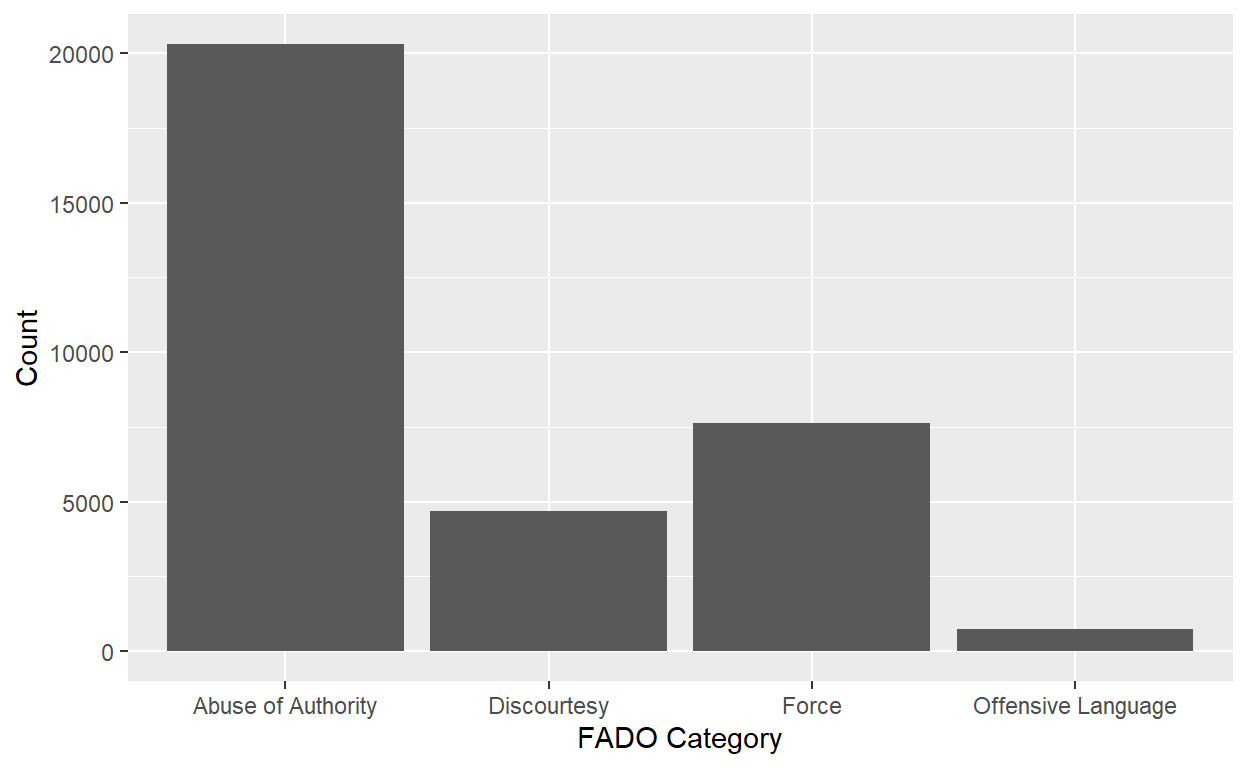 20000
15000
10000
5000
0
Count
Abuse of Authority
Discourtesy
Force
Offensive Language
FADO Category